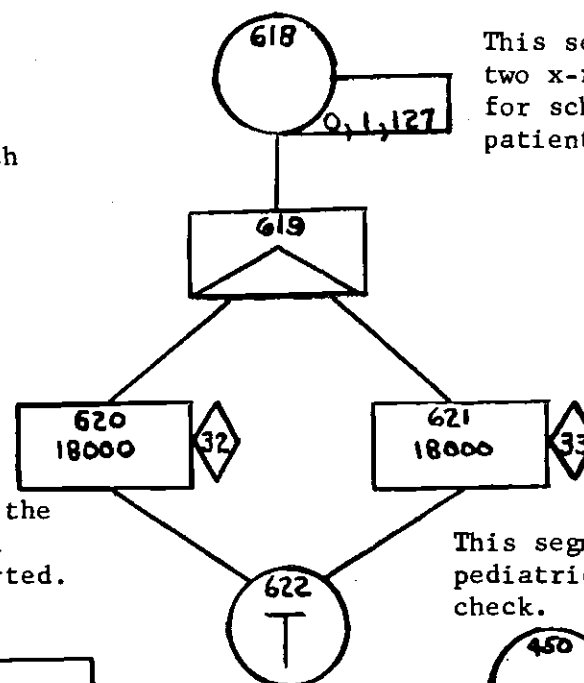 618
This se
two x-
for sch
patient
0,1,127
h
619
620
18000
32
621
18000
33
the
rted.
This seg
pediatri
check.
622
T
450